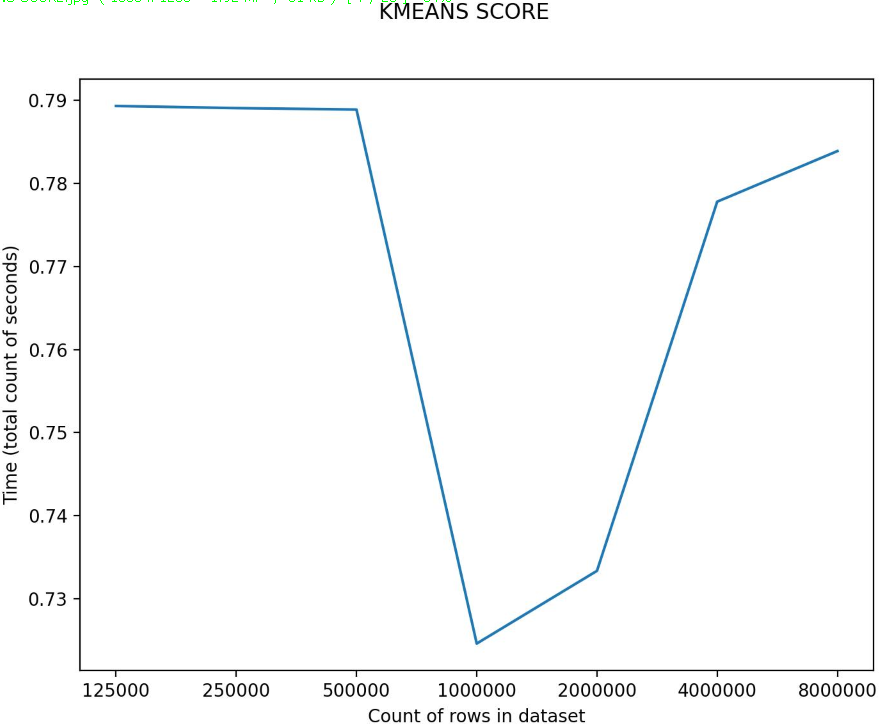 KMEANS SCORE
0.79
0.78
0.77
0.76
0.75
0.74
0.73
Time (total count of seconds)
125000 250000 500000 1000000 2000000 4000000 8000000
Count of rows in dataset